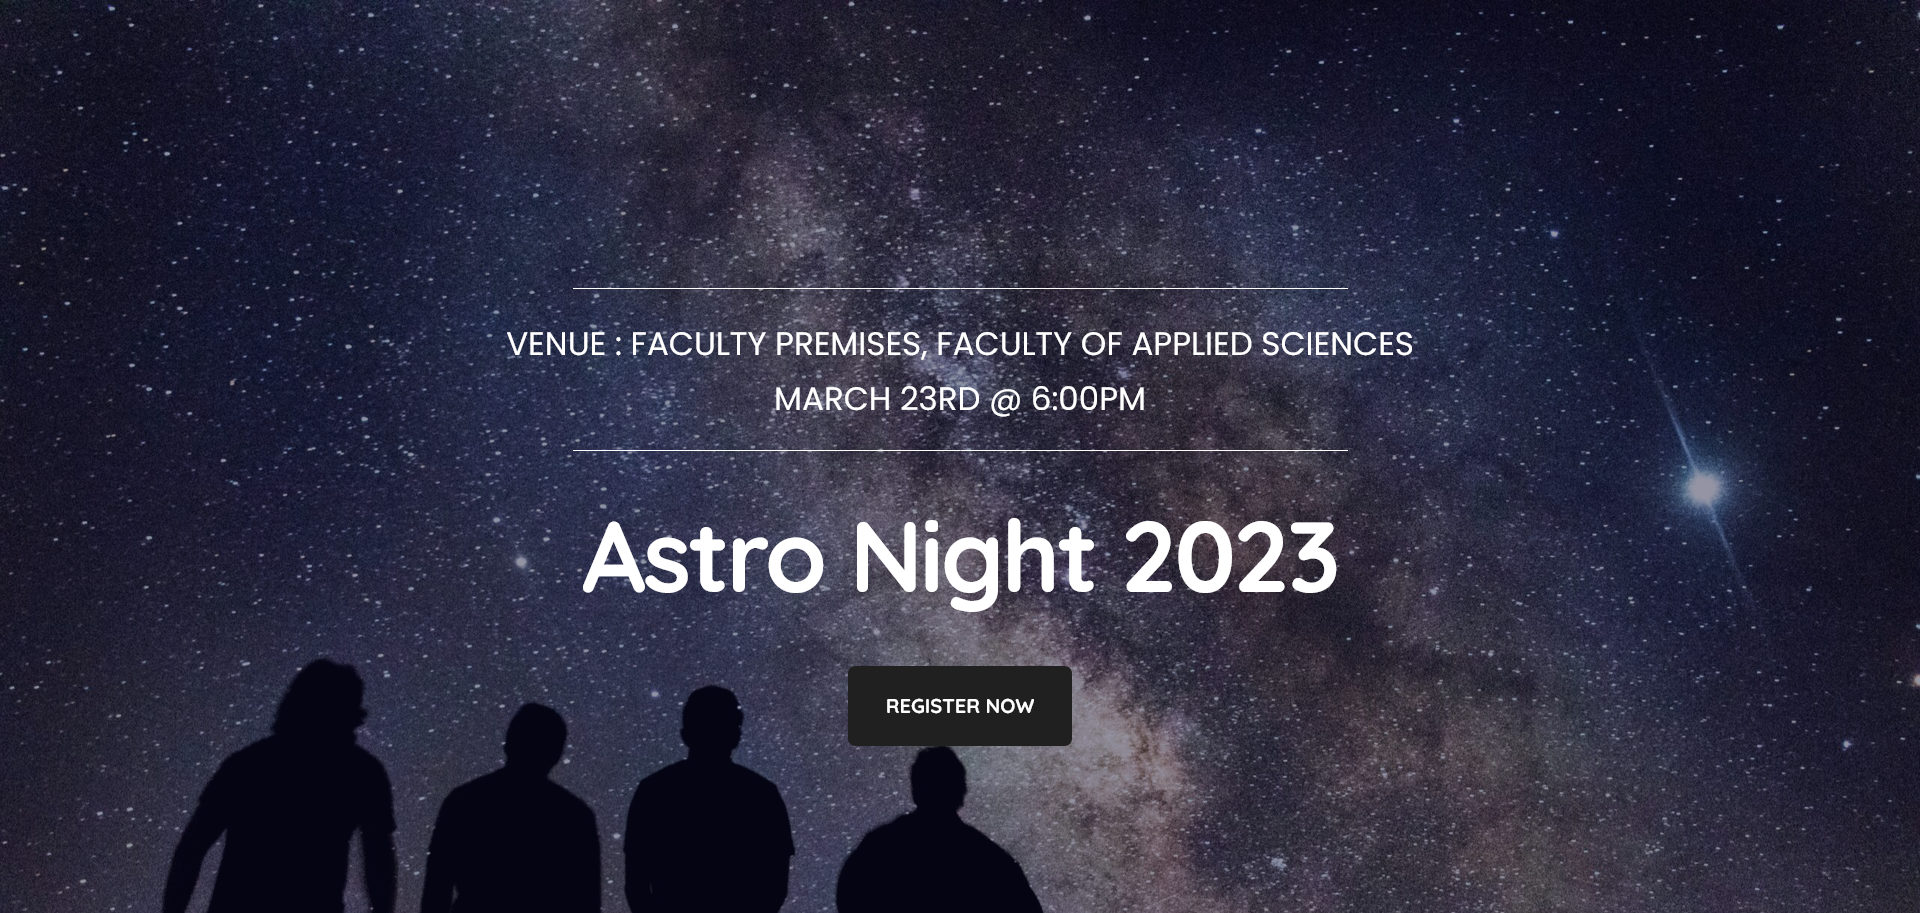 VENUE : FACULTY PREMISES, FACULTY OF APPLIED SCIENCES
MARCH 23RD @ 6:00PM
Astro Night 2023
REGISTER NOW